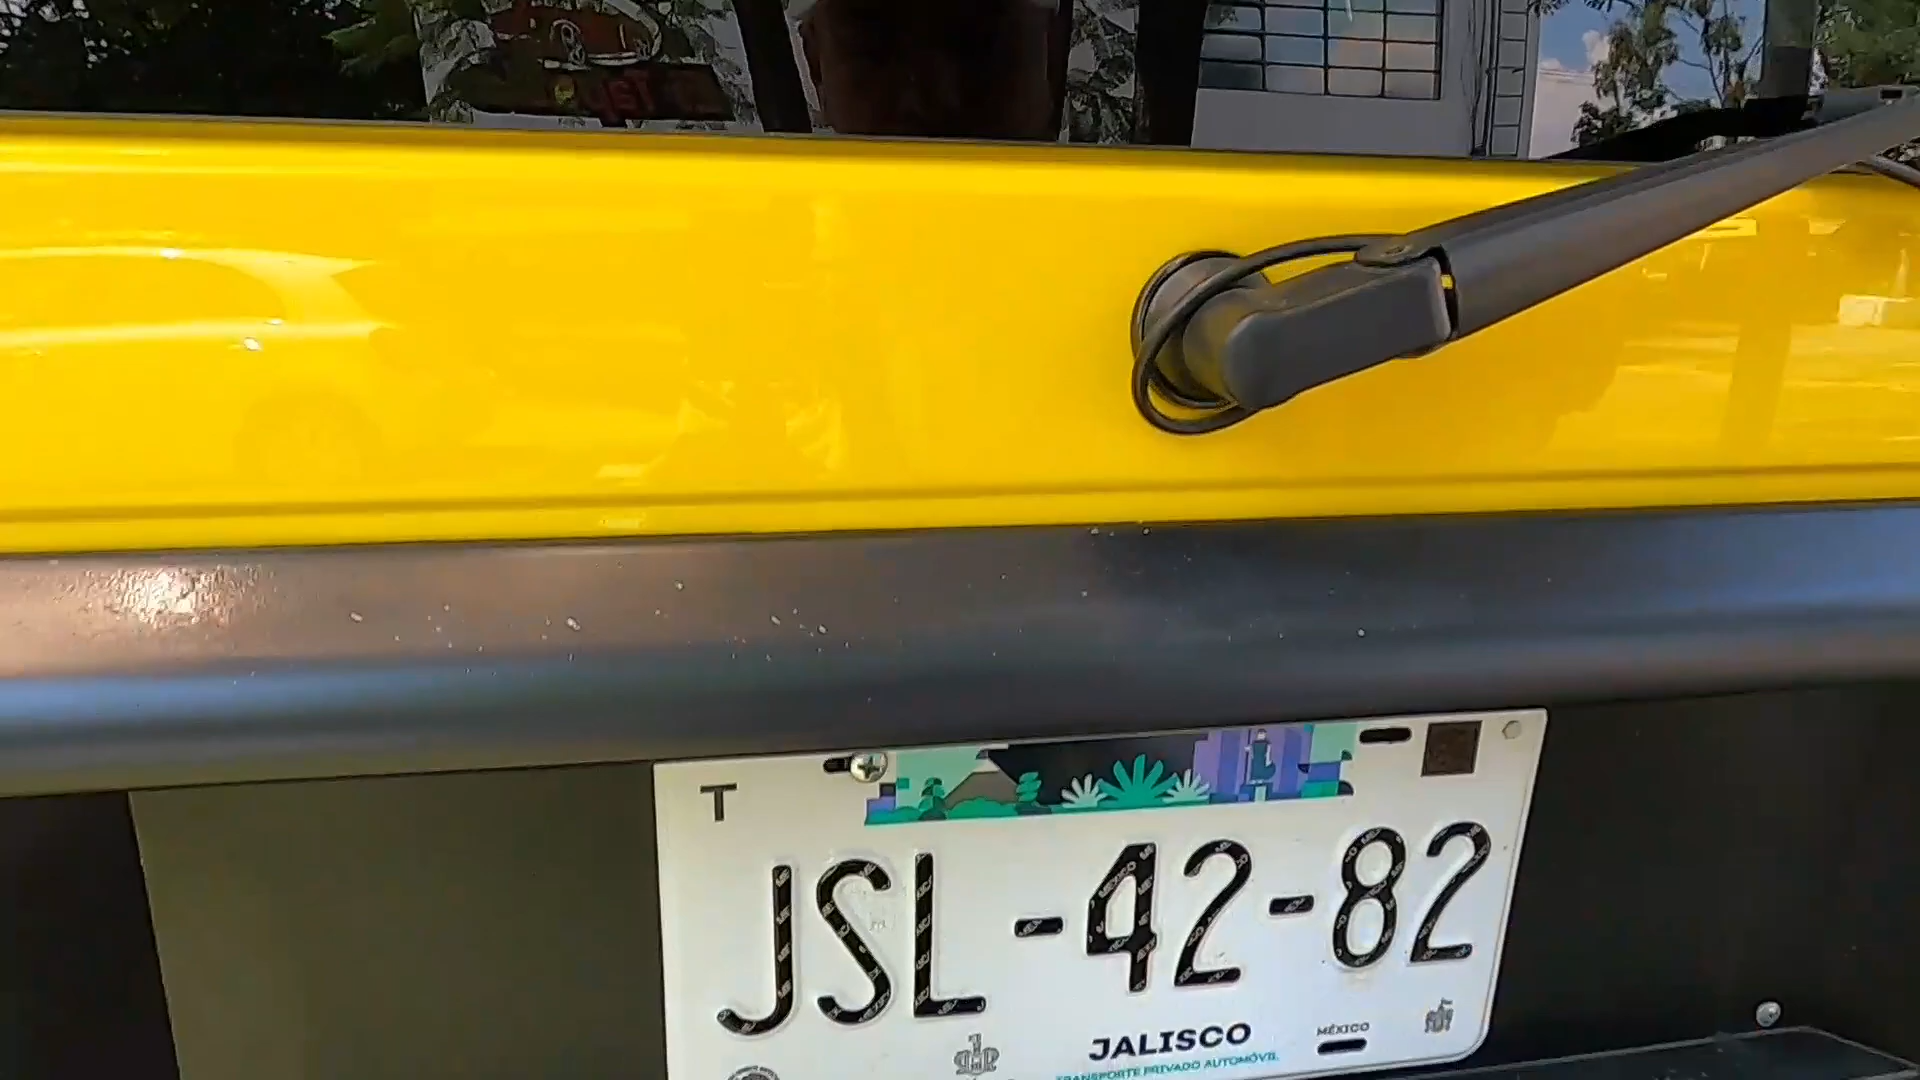 T
JSL-42-82
JALISCO
MÉXICO
TRANSPORTE PRIVADO AUTOMÓVIL